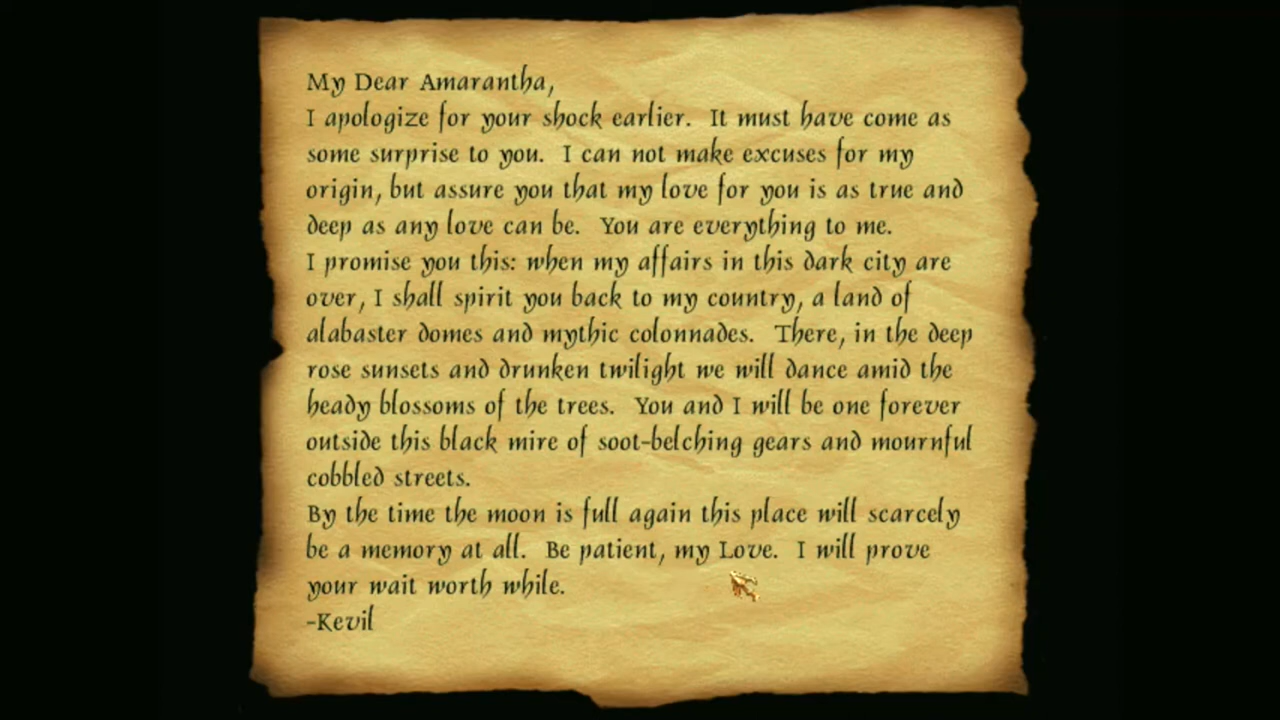 My Dear Amarantha,
I apologize for your shock earlier.  It must have come as
some surprise to you.  I can not make excuses for my
origin, but assure you that my love for you is as true and
deep as any love can be.  You are everything to me.
I promise you this: when my affairs in this dark city are
over, I shall spirit you back to my country, a land of
alabaster domes and mythic colonnades.  There, in the deep
rose sunsets and drunken twilight we will dance amid the
heady blossoms of the trees.  You and I will be one forever
outside this black mire of soot-belching gears and mournful
cobbled streets.
By the time the moon is full again this place will scarcely
be a memory at all.  Be patient, my Love.  I will prove
your wait worth while.
-Kevil